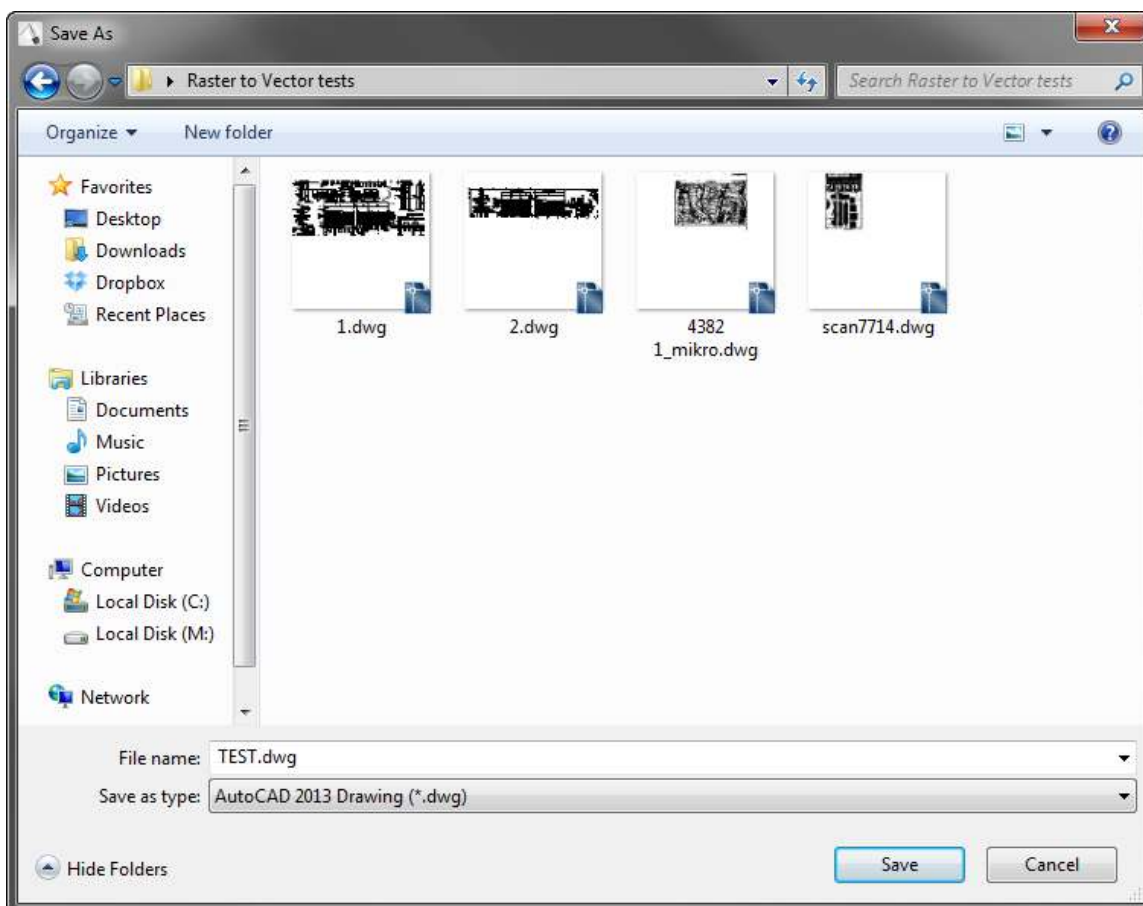 Save As
Raster to Vector tests
Search Raster to Vector tests
Organize
New folder
Favorites
Desktop
Downloads
Dropbox
Recent Places
Libraries
Documents
Music
Pictures
Videos
Computer
Local Disk (C:)
Local Disk (M:)
Network
1.dwg
2.dwg
4382
1_mikro.dwg
scan7714.dwg
File name: TEST.dwg
Save as type: AutoCAD 2013 Drawing (*.dwg)
Hide Folders
Save
Cancel